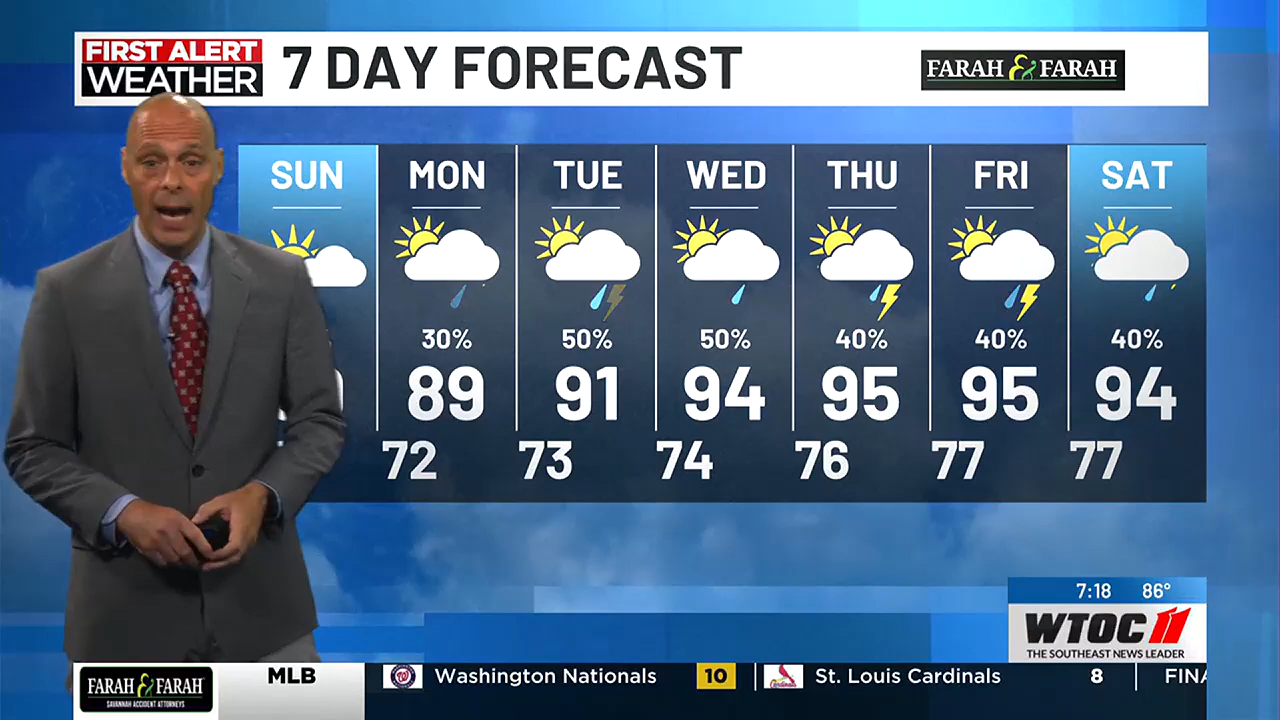 FIRST ALERT
WEATHER
7 DAY FORECAST
FARAH & FARAH
SUN MON TUE WED THU FRI SAT
30% 50% 50% 40% 40% 40%
89 91 94 95 95 94
72 73 74 76 77 77
7:18 86°
WTOC 11
THE SOUTHEAST NEWS LEADER
FARAH & FARAH
SAVANNAH ACCIDENT ATTORNEYS
MLB Washington Nationals 10 St. Louis Cardinals 8